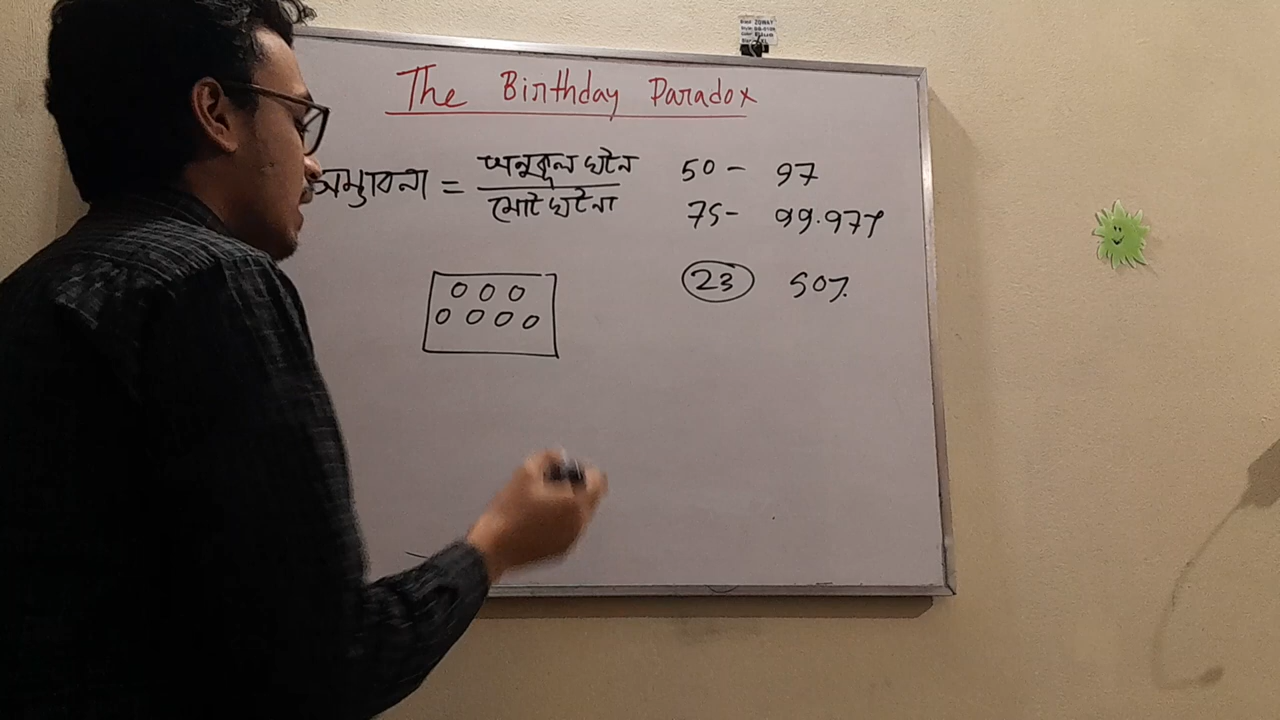 The Birthday Paradox
সম্ভাবনা = অনুকূল ঘটন
মোট ঘটনা
50 - 97
75 - 99.97%
23 50%